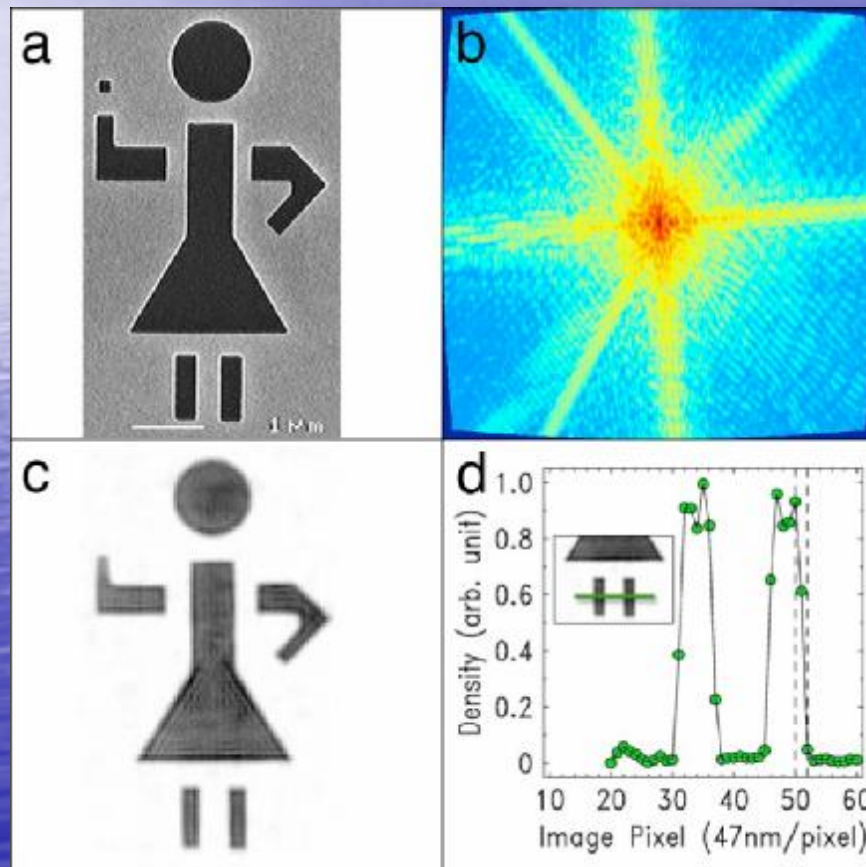 a
b
1 μm
c
d
Density (arb. unit)
1.0
0.8
0.6
0.4
0.2
0
10 20 30 40 50 60
Image Pixel (47nm/pixel)